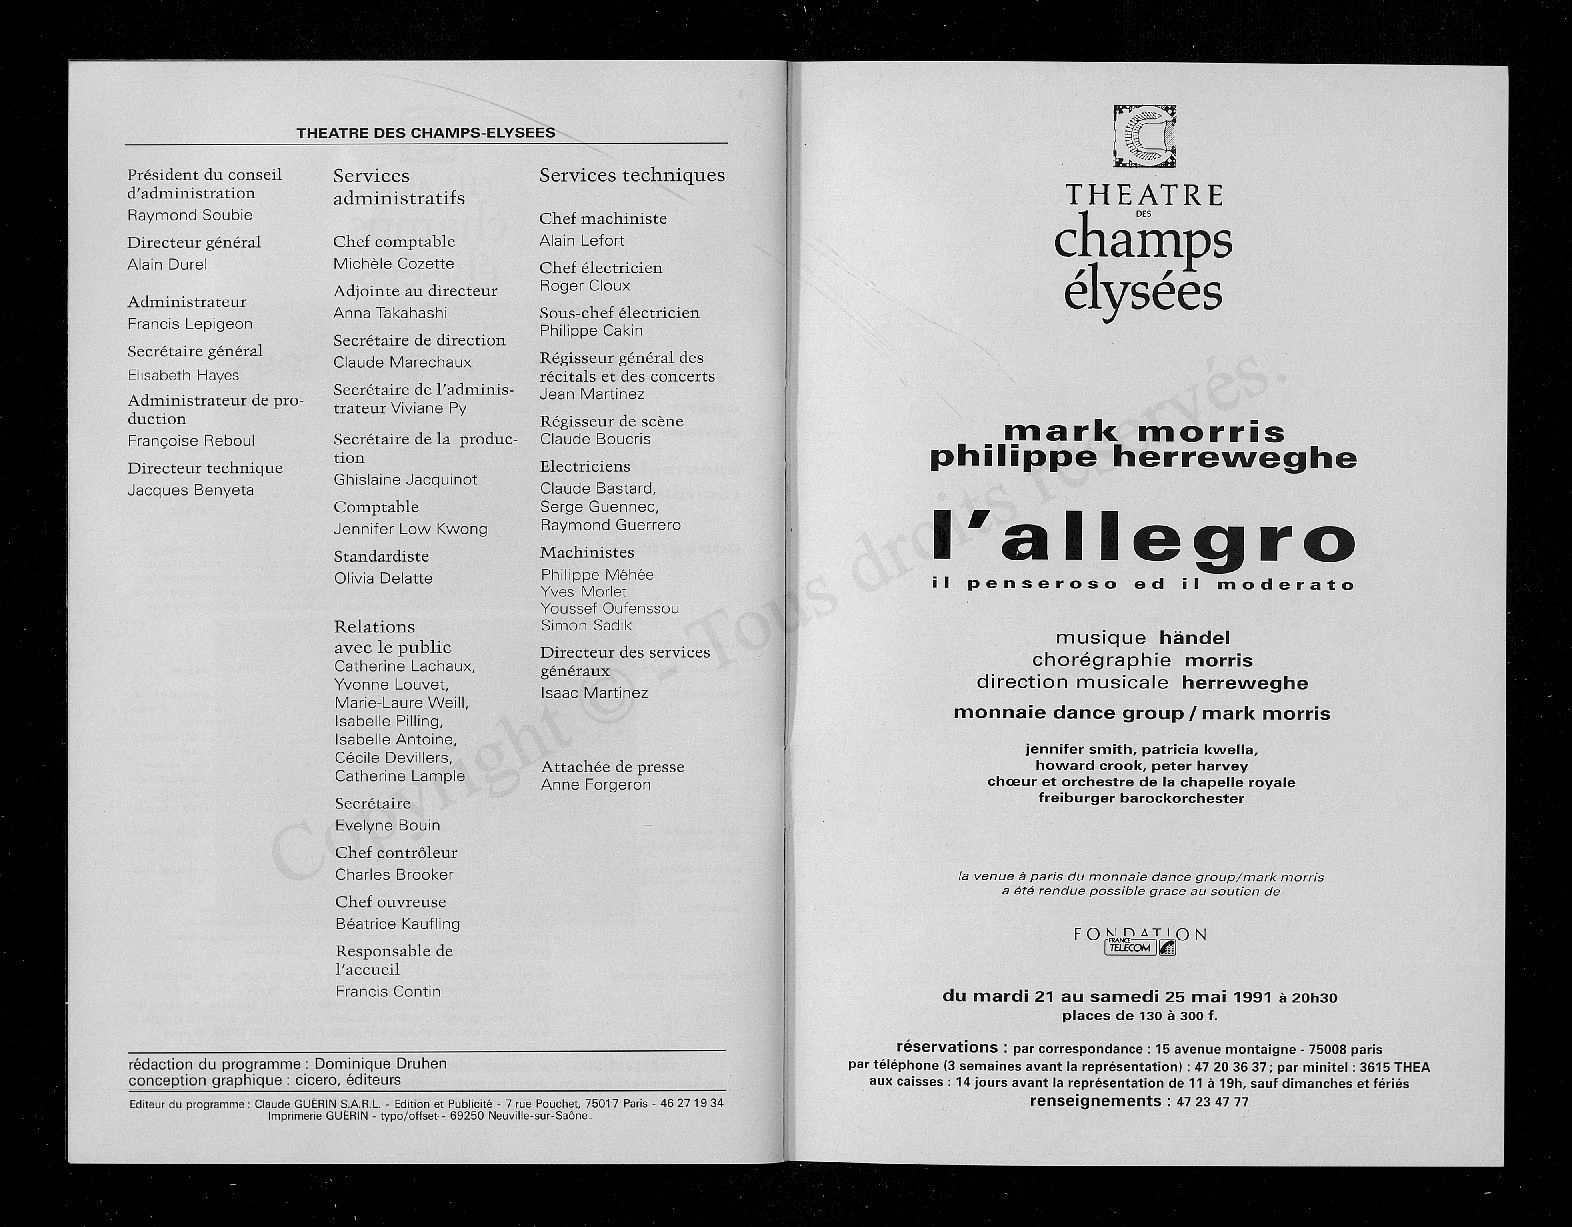 THEATRE DES CHAMPS-ELYSEES
Président du conseil
d'administration
Raymond Soubie
Directeur général
Alain Durel
Administrateur
Francis Lepigeon
Secrétaire général
Elisabeth Hayes
Administrateur de pro-
duction
Françoise Reboul
Directeur technique
Jacques Benyeta
Services
administratifs
Chef comptable
Michèle Cozette
Adjointe au directeur
Anna Takahashi
Secrétaire de direction
Claude Marechaux
Secrétaire de l'adminis-
trateur Viviane Py
Secrétaire de la produc-
tion
Ghislaine Jacquinot
Comptable
Jennifer Low Kwong
Standardiste
Olivia Delatte
Relations
avec le public
Catherine Lachaux,
Yvonne Louvet,
Marie-Laure Weill,
Isabelle Pilling,
Isabelle Antoine,
Cécile Devillers,
Catherine Lample
Secrétaire
Evelyne Bouin
Chef contrôleur
Charles Brooker
Chef ouvreuse
Béatrice Kaufling
Responsable de
l'accueil
Francis Contin
Services techniques
Chef machiniste
Alain Lefort
Chef électricien
Roger Cloux
Sous-chef électricien
Philippe Cakin
Régisseur général des
récitals et des concerts
Jean Martinez
Régisseur de scène
Claude Boucris
Electriciens
Claude Bastard,
Serge Guennec,
Raymond Guerrero
Machinistes
Philippe Méhée
Yves Morlet
Youssef Oufenssou
Simon Sadik
Directeur des services
généraux
Isaac Martinez
Attachée de presse
Anne Forgeron
rédaction du programme : Dominique Druhen
conception graphique : cicero, éditeurs
Editeur du programme : Claude GUERIN S.A.R.L. - Edition et Publicité - 7 rue Pouchet, 75017 Paris - 46 27 19 34
Imprimerie GUERIN - typo/offset - 69250 Neuville-sur-Saône.
THEATRE
DES
champs
élysées
mark morris
philippe herreweghe
l'allegro
il penseroso ed il moderato
musique händel
chorégraphie morris
direction musicale herreweghe
monnaie dance group / mark morris
jennifer smith, patricia kwella,
howard crook, peter harvey
chœur et orchestre de la chapelle royale
freiburger barockorchester
la venue à paris du monnaie dance group/mark morris
a été rendue possible grace au soutien de
FONDATION
FRANCE
TELECOM
du mardi 21 au samedi 25 mai 1991 à 20h30
places de 130 à 300 f.
réservations : par correspondance : 15 avenue montaigne - 75008 paris
par téléphone (3 semaines avant la représentation) : 47 20 36 37 ; par minitel : 3615 THEA
aux caisses : 14 jours avant la représentation de 11 à 19h, sauf dimanches et fériés
renseignements : 47 23 47 77
Copyright © - Tous droits réservés.